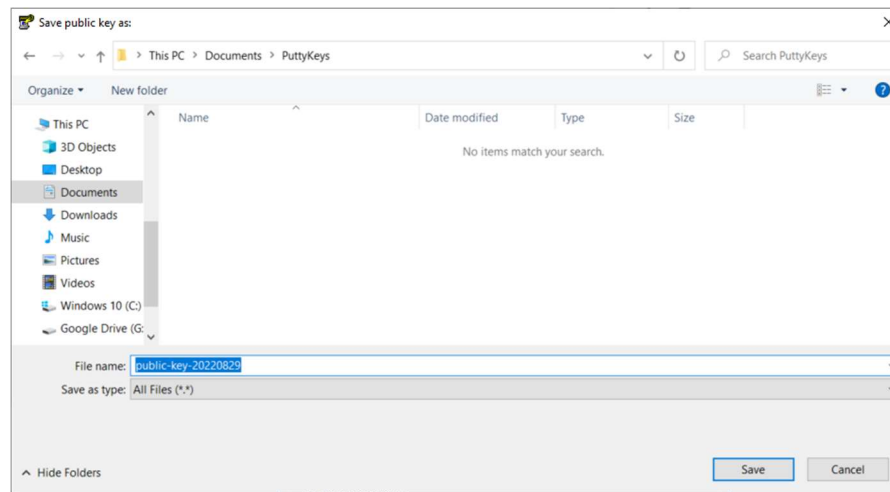 Save public key as:
This PC > Documents > PuttyKeys
Search PuttyKeys
Organize
New folder
Name
Date modified
Type
Size
No items match your search.
This PC
3D Objects
Desktop
Documents
Downloads
Music
Pictures
Videos
Windows 10 (C:)
Google Drive (G:
File name: public-key-20220829
Save as type: All Files (*.*)
Hide Folders
Save
Cancel